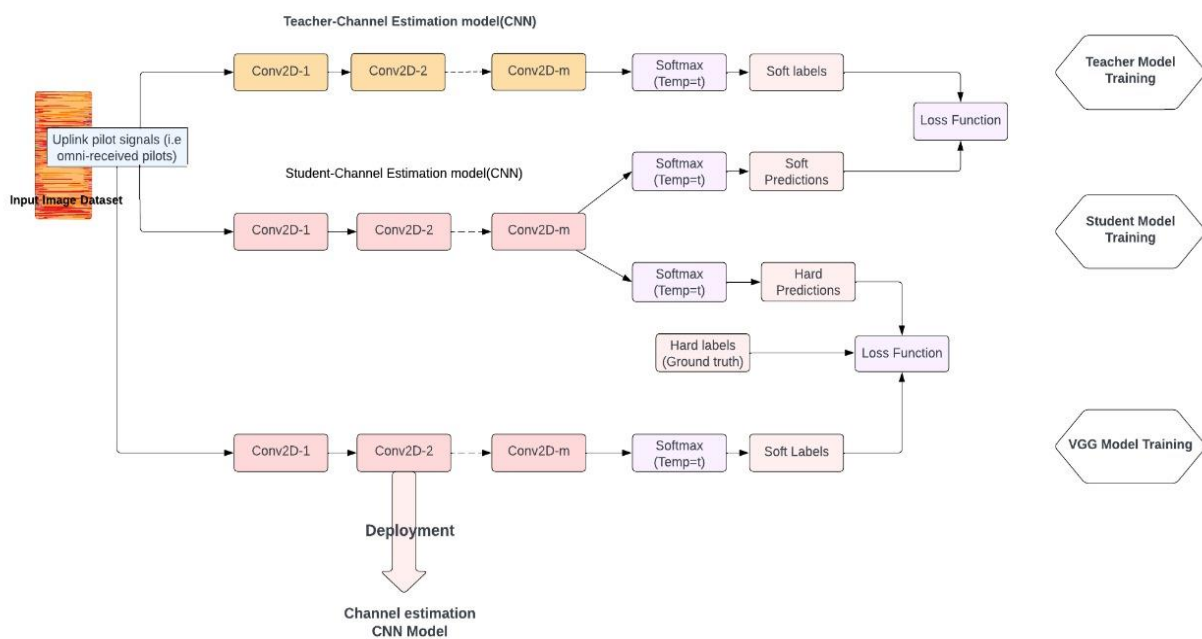 Teacher-Channel Estimation model(CNN)
Conv2D-1
Conv2D-2
Conv2D-m
Softmax
(Temp=t)
Soft labels
Teacher Model
Training
Loss Function
Uplink pilot signals (i.e
omni-received pilots)
Input Image Dataset
Student-Channel Estimation model(CNN)
Softmax
(Temp=t)
Soft
Predictions
Conv2D-1
Conv2D-2
Conv2D-m
Student Model
Training
Softmax
(Temp=t)
Hard
Predictions
Hard labels
(Ground truth)
Loss Function
Conv2D-1
Conv2D-2
Conv2D-m
Softmax
(Temp=t)
Soft Labels
VGG Model Training
Deployment
Channel estimation
CNN Model